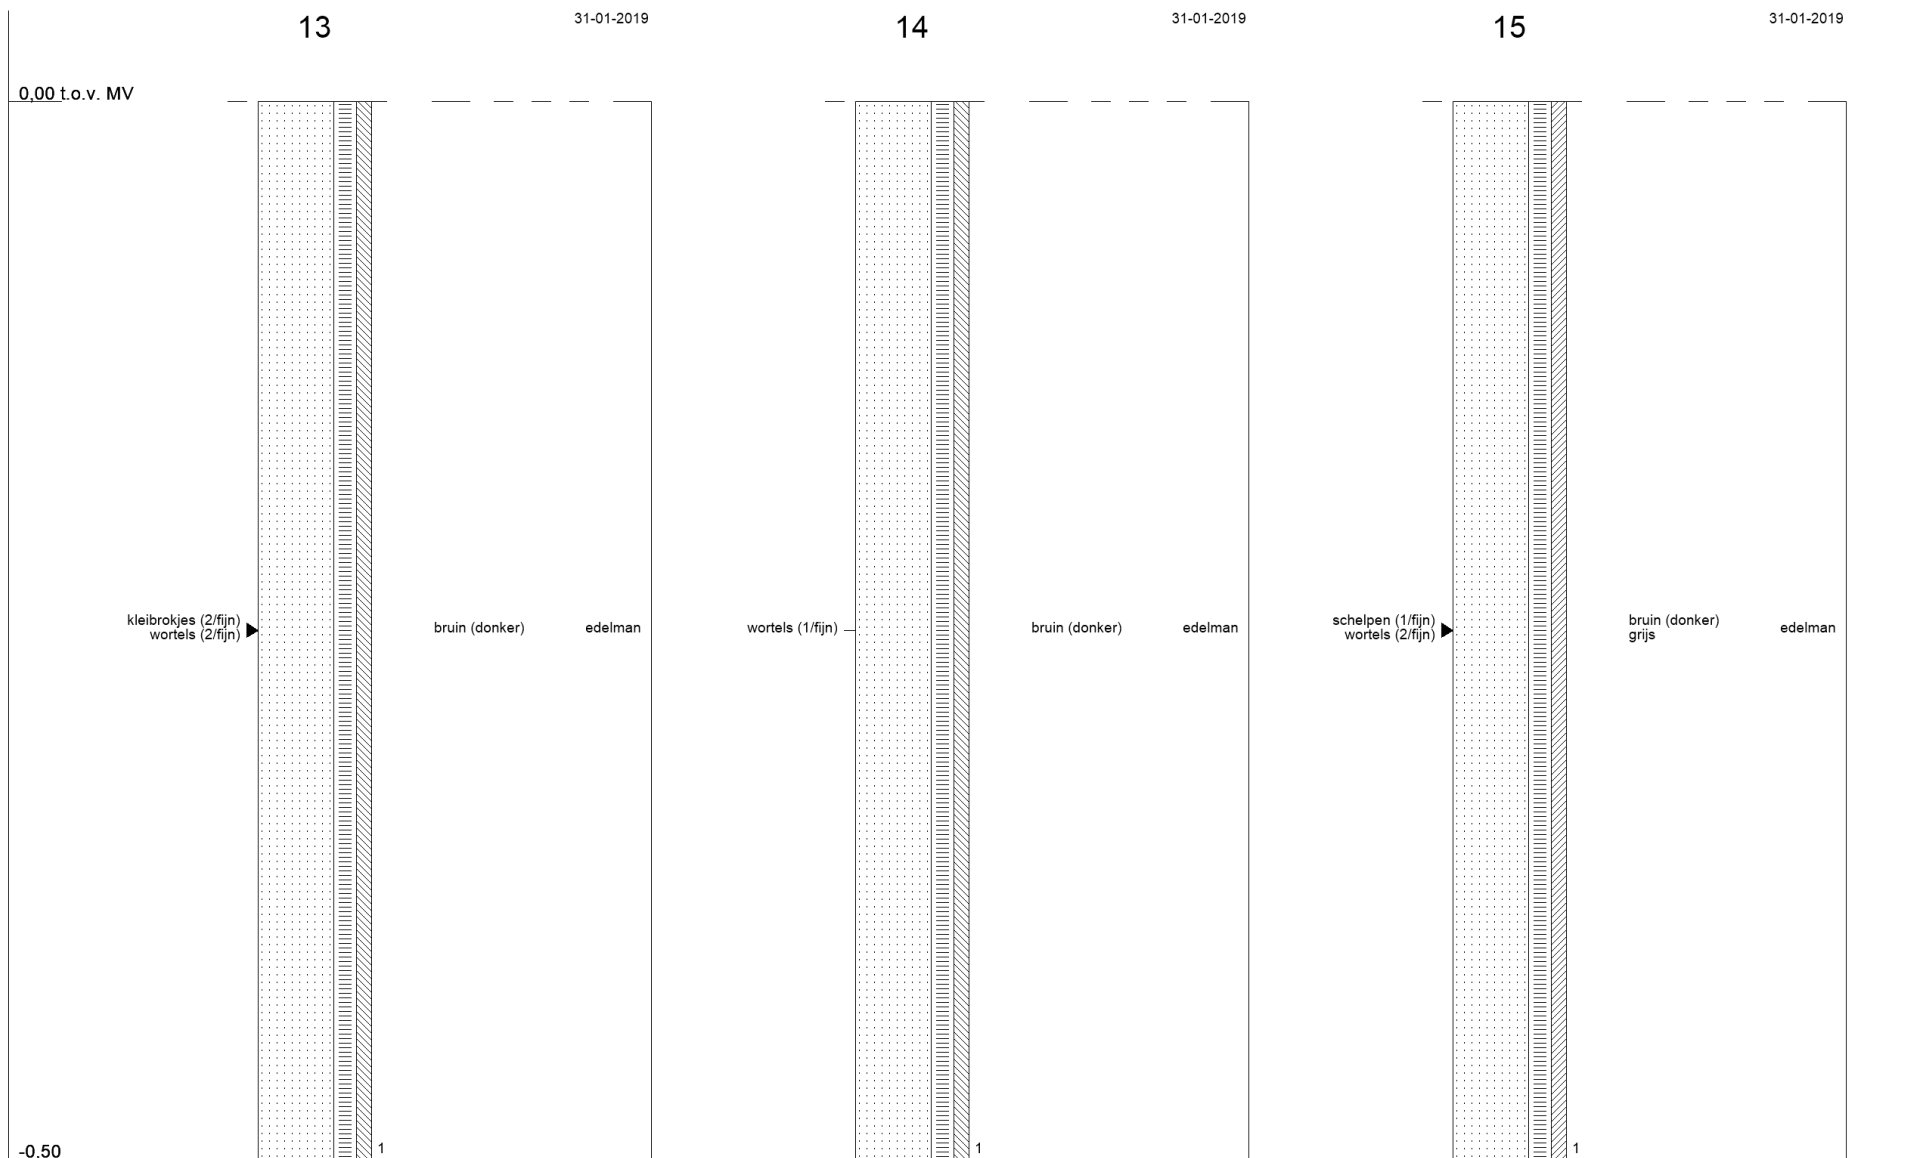 13
31-01-2019
14
31-01-2019
15
31-01-2019
0,00 t.o.v. MV
kleibrokjes (2/fijn)
wortels (2/fijn)
bruin (donker)
edelman
wortels (1/fijn)
bruin (donker)
edelman
schelpen (1/fijn)
wortels (2/fijn)
bruin (donker)
grijs
edelman
-0,50
1
1
1